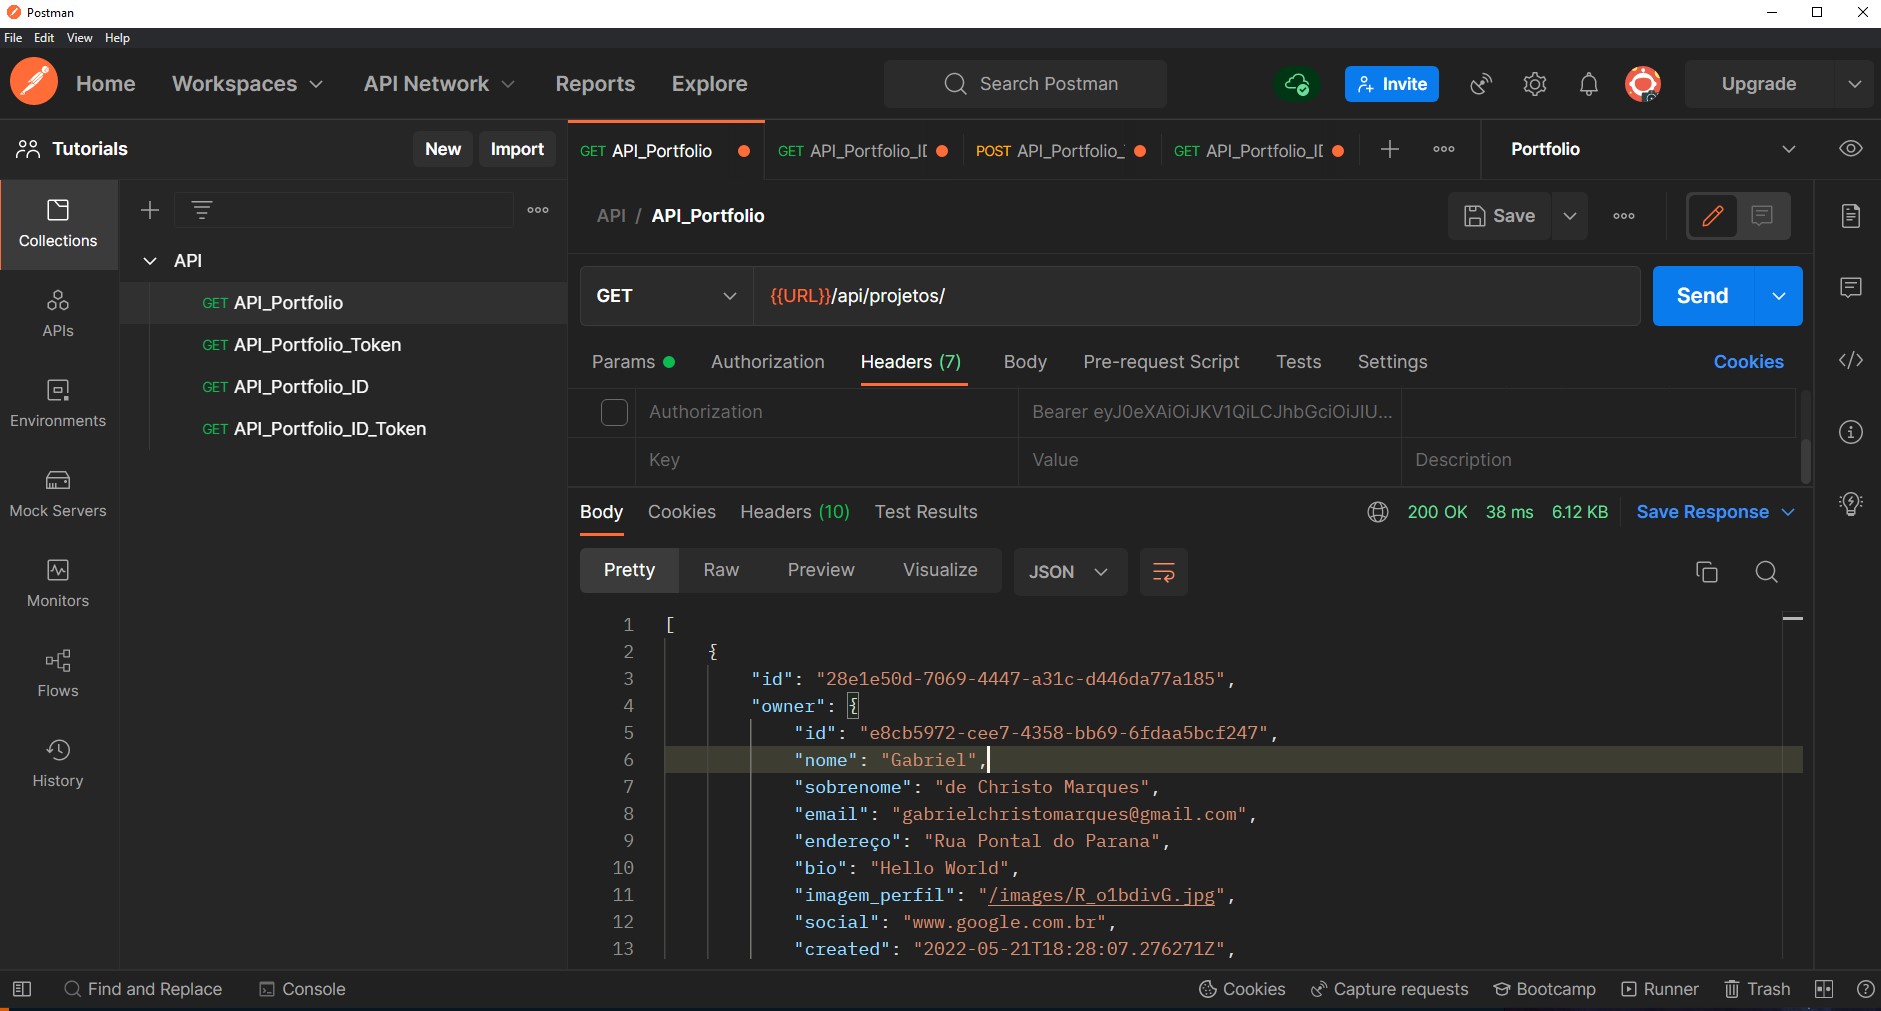 Postman
File Edit View Help
Home Workspaces API Network Reports Explore Search Postman Invite Upgrade
Tutorials New Import
GET API_Portfolio GET API_Portfolio_ID POST API_Portfolio_ GET API_Portfolio_ID Portfolio
Collections
APIs
Environments
Mock Servers
Monitors
Flows
History
API
GET API_Portfolio
GET API_Portfolio_Token
GET API_Portfolio_ID
GET API_Portfolio_ID_Token
API / API_Portfolio Save
GET {{URL}}/api/projetos/ Send
Params Authorization Headers (7) Body Pre-request Script Tests Settings Cookies
Authorization Bearer eyJ0eXAiOiJKV1QiLCJhbGciOiJIU...
Key Value Description
Body Cookies Headers (10) Test Results 200 OK 38 ms 6.12 KB Save Response
Pretty Raw Preview Visualize JSON
1 [
2 {
3 "id": "28e1e50d-7069-4447-a31c-d446da77a185",
4 "owner": {
5 "id": "e8cb5972-cee7-4358-bb69-6fdaa5bcf247",
6 "nome": "Gabriel",
7 "sobrenome": "de Christo Marques",
8 "email": "gabrielchristomarques@gmail.com",
9 "endereço": "Rua Pontal do Parana",
10 "bio": "Hello World",
11 "imagem_perfil": "/images/R_o1bdivG.jpg",
12 "social": "www.google.com.br",
13 "created": "2022-05-21T18:28:07.276271Z",
Find and Replace Console Cookies Capture requests Bootcamp Runner Trash